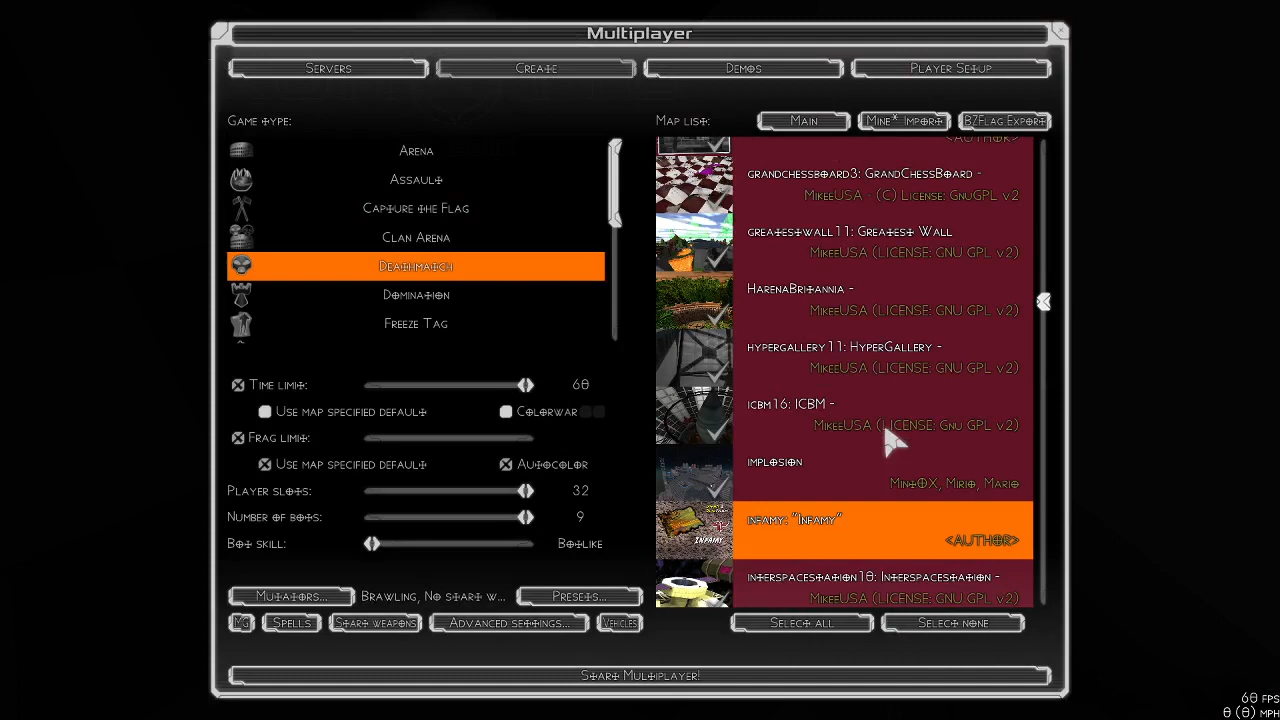 Multiplayer
Servers
Create
Demos
Player Setup
Game type:
Map list:
Main
Mine* Import
BZFlag Export
Arena
Assault
Capture the Flag
Clan Arena
Deathmatch
Domination
Freeze Tag
<AUTHOR>
grandchessboard3: GrandChessBoard -
MikeeUSA - (C) License: GnuGPL v2
greatestwall11: Greatest Wall
MikeeUSA (LICENSE: GNU GPL v2)
HarenaBritannia -
MikeeUSA (LICENSE: GNU GPL v2)
hypergallery11: HyperGallery -
MikeeUSA (LICENSE: GNU GPL v2)
icbm16: ICBM -
MikeeUSA (LICENSE: Gnu GPL v2)
implosion
MintOX, Mirio, Mario
infamy: "Infamy"
<AUTHOR>
interspacestation10: Interspacestation -
MikeeUSA (LICENSE: GNU GPL v2)
Time limit: 60
Use map specified default
Colorwar
Frag limit:
Use map specified default
Autocolor
Player slots: 32
Number of bots: 9
Bot skill: Botlike
Mutators...
Brawling, No start w...
Presets...
MG
Spells
Start weapons
Advanced settings...
Vehicles
Select all
Select none
Start Multiplayer!
60 FPS
0 (0) MPH